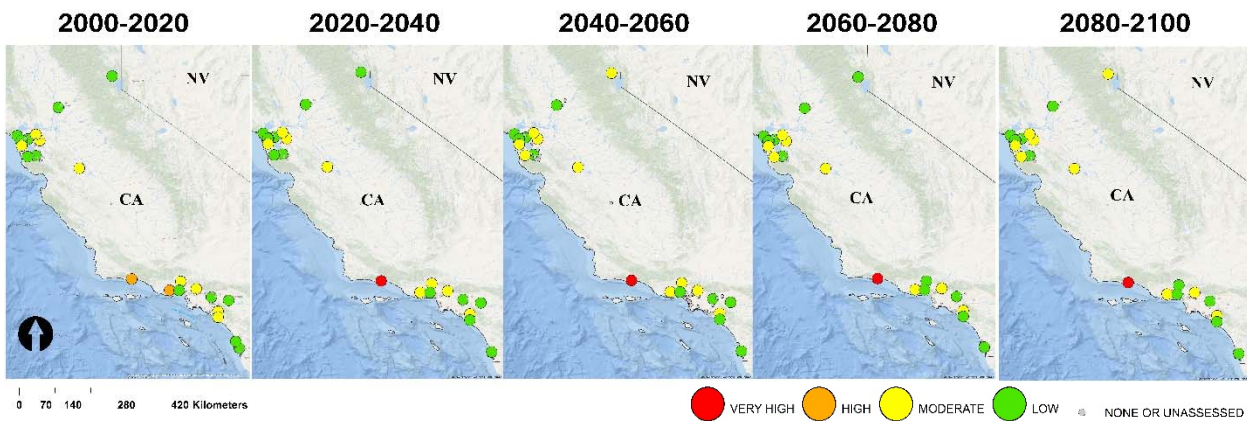 2000-2020
2020-2040
2040-2060
2060-2080
2080-2100
NV
NV
NV
NV
NV
CA
CA
CA
CA
CA
0 70 140 280 420 Kilometers
VERY HIGH
HIGH
MODERATE
LOW
NONE OR UNASSESSED